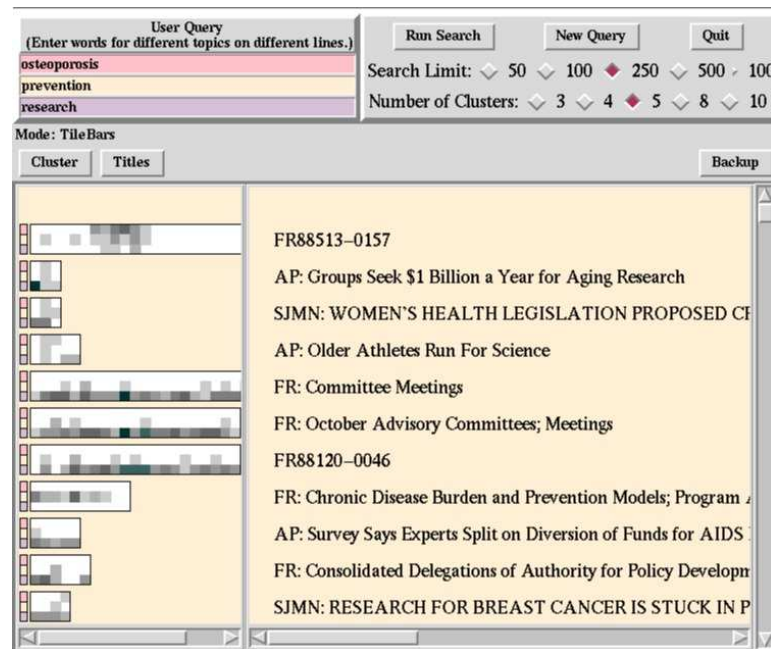 User Query
(Enter words for different topics on different lines.)
osteoporosis
prevention
research
Run Search New Query Quit
Search Limit: 50 100 250 500 100
Number of Clusters: 3 4 5 8 10
Mode: TileBars
Cluster Titles Backup
FR88513-0157
AP: Groups Seek $1 Billion a Year for Aging Research
SJMN: WOMEN'S HEALTH LEGISLATION PROPOSED
AP: Older Athletes Run For Science
FR: Committee Meetings
FR: October Advisory Committees; Meetings
FR88120-0046
FR: Chronic Disease Burden and Prevention Models; Program
AP: Survey Says Experts Split on Diversion of Funds for AIDS
FR: Consolidated Delegations of Authority for Policy Developm
SJMN: RESEARCH FOR BREAST CANCER IS STUCK IN P